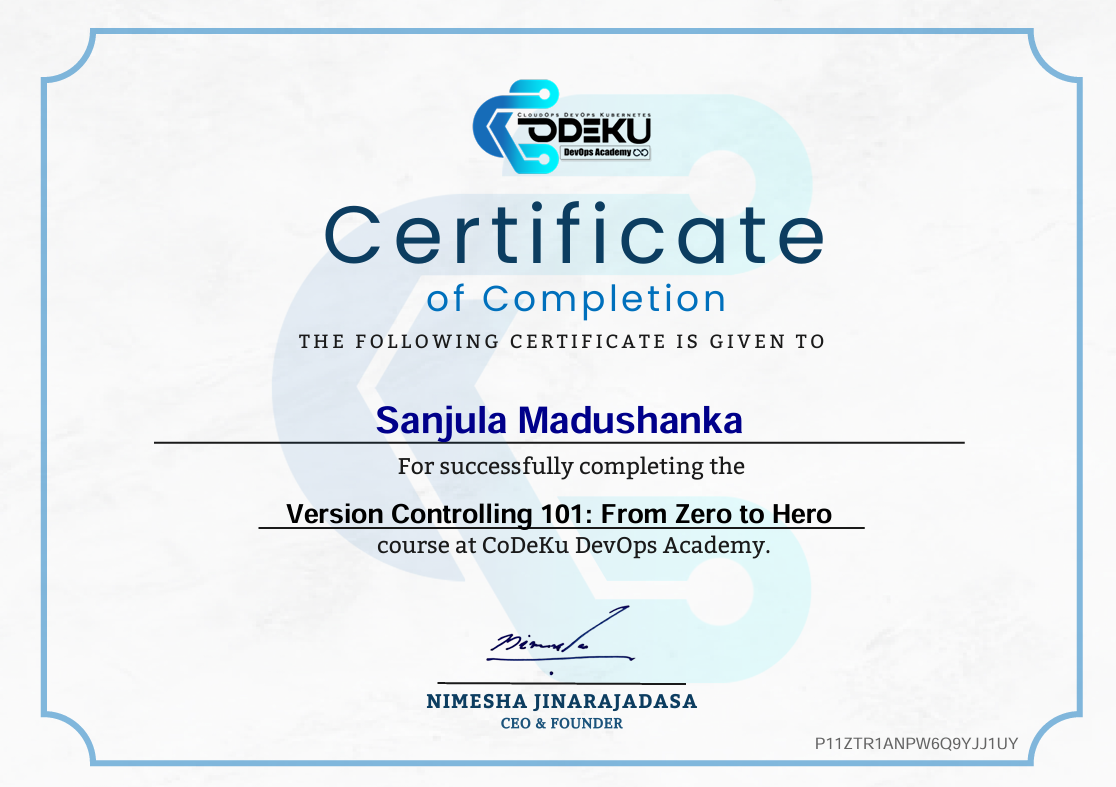 CLOUDOPS DEVOPS KUBERNETES
CODEKU
DevOps Academy
Certificate
of Completion
THE FOLLOWING CERTIFICATE IS GIVEN TO
Sanjula Madushanka
For successfully completing the
Version Controlling 101: From Zero to Hero
course at CoDeKu DevOps Academy.
Nimesha
NIMESHA JINARAJADASA
CEO & FOUNDER
P11ZTR1ANPW6Q9YJJ1UY